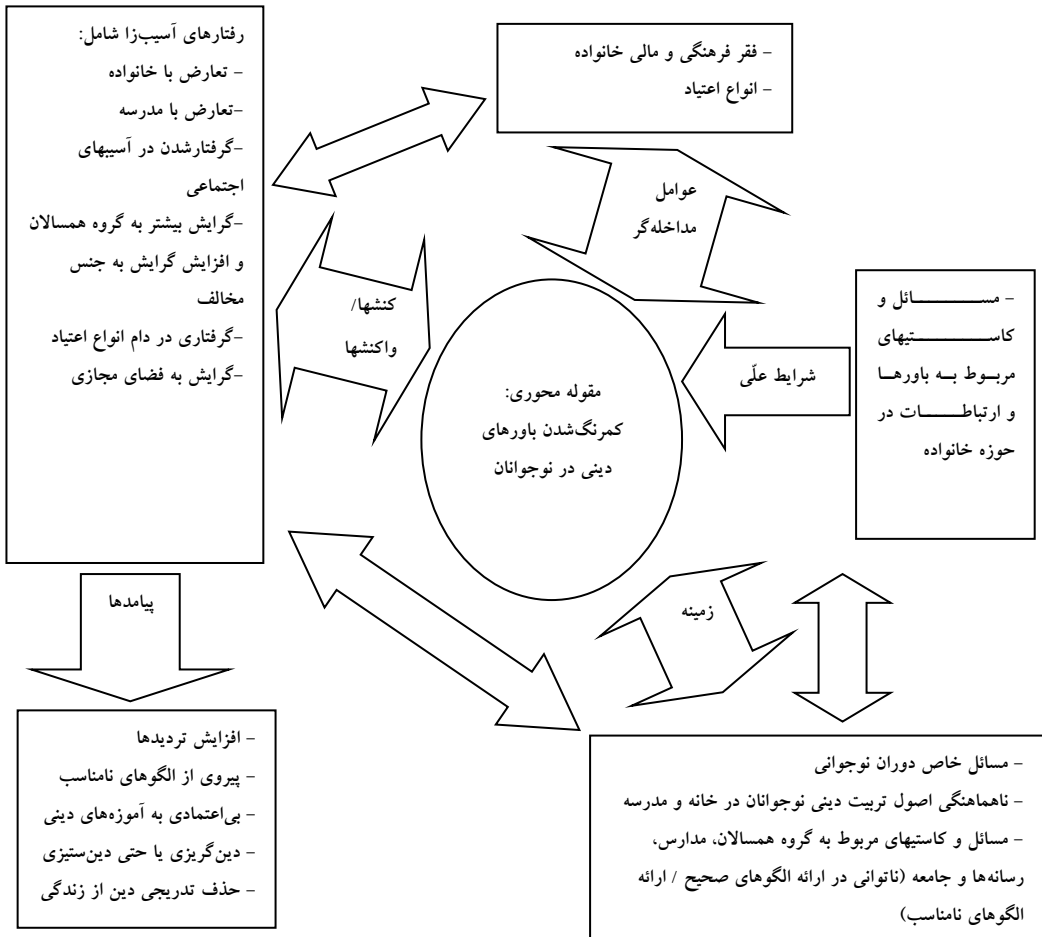 رفتارهای آسیب‌زا شامل:
- تعارض با خانواده
-تعارض با مدرسه
-گرفتارشدن در آسیبهای
اجتماعی
-گرایش بیشتر به گروه همسالان
و افزایش گرایش به جنس
مخالف
-گرفتاری در دام انواع اعتیاد
-گرایش به فضای مجازی
- فقر فرهنگی و مالی خانواده
- انواع اعتیاد
عوامل
مداخله‌گر
کنشها/
واکنشها
- مسائل و
کاستیهای
مربوط به باورها
و ارتباطات در
حوزه خانواده
شرایط علّی
مقوله محوری:
کمرنگ‌شدن باورهای
دینی در نوجوانان
زمینه
پیامدها
- افزایش تردیدها
- پیروی از الگوهای نامناسب
- بی‌اعتمادی به آموزه‌های دینی
- دین‌گریزی یا حتی دین‌ستیزی
- حذف تدریجی دین از زندگی
- مسائل خاص دوران نوجوانی
- ناهماهنگی اصول تربیت دینی نوجوانان در خانه و مدرسه
- مسائل و کاستیهای مربوط به گروه همسالان، مدارس،
رسانه‌ها و جامعه (ناتوانی در ارائه الگوهای صحیح / ارائه
الگوهای نامناسب)